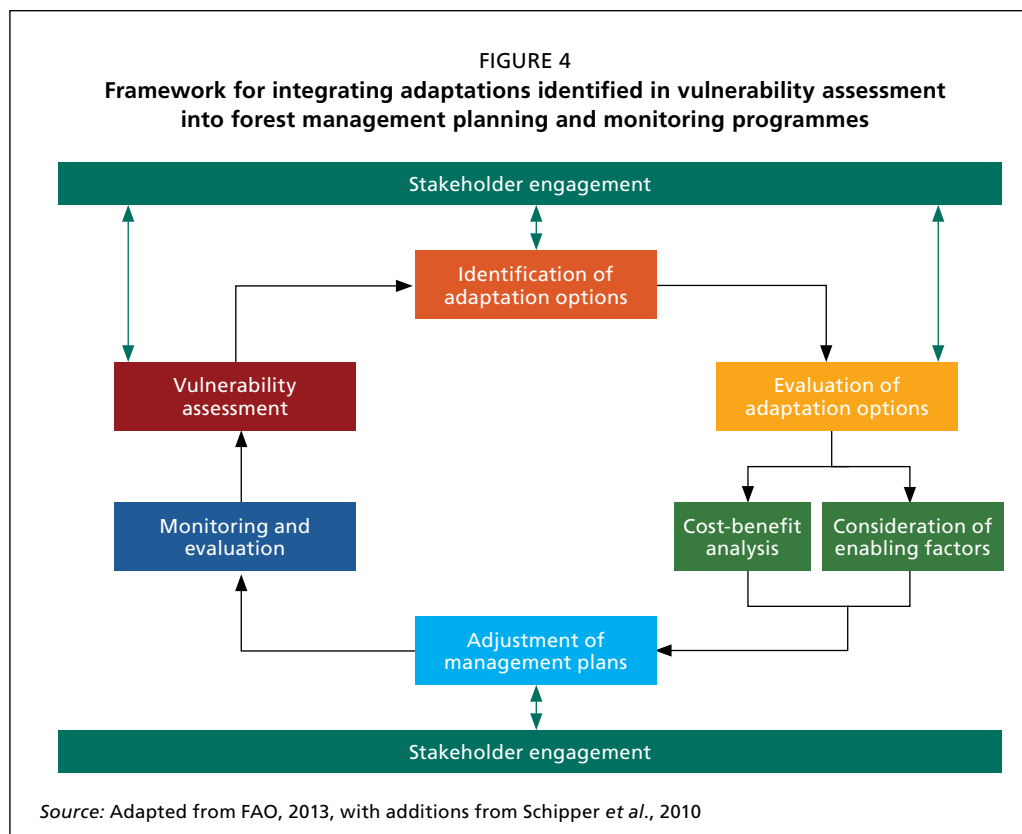 FIGURE 4
Framework for integrating adaptations identified in vulnerability assessment
into forest management planning and monitoring programmes
Stakeholder engagement
Identification of
adaptation options
Vulnerability
assessment
Evaluation of
adaptation options
Monitoring and
evaluation
Cost-benefit
analysis
Consideration of
enabling factors
Adjustment of
management plans
Stakeholder engagement
Source: Adapted from FAO, 2013, with additions from Schipper et al., 2010